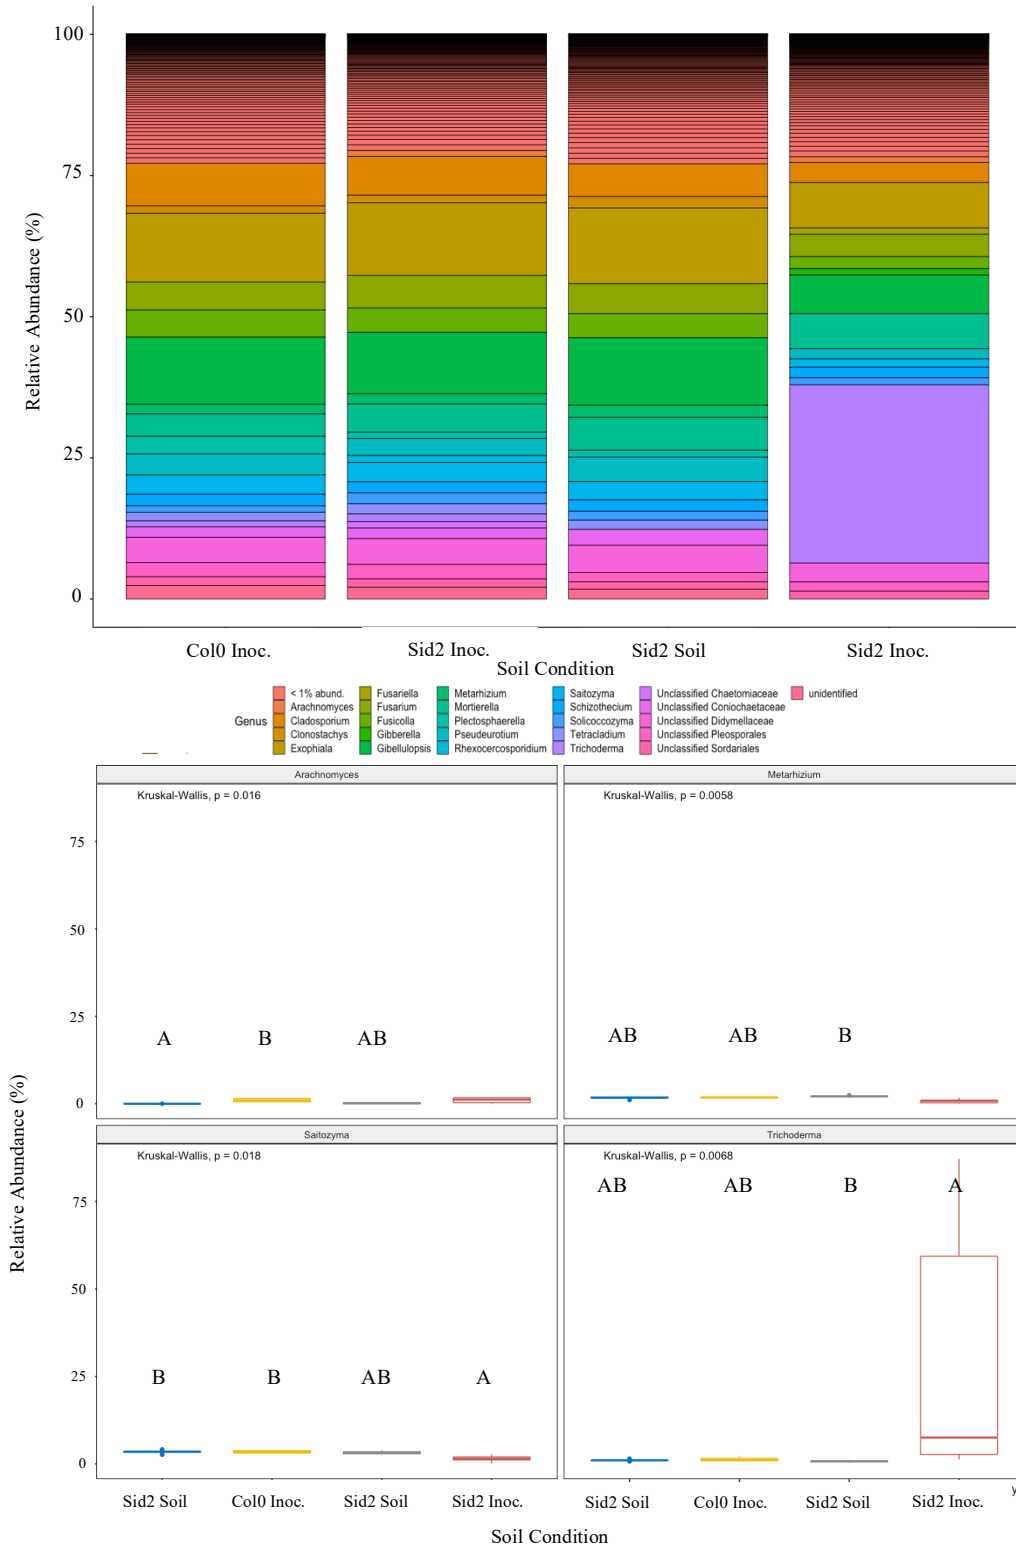 100
75
50
25
0
Relative Abundance (%)
Col0 Inoc.
Sid2 Inoc.
Sid2 Soil
Sid2 Inoc.
Soil Condition
Genus
< 1% abund.
Arachnomyces
Cladosporium
Clonostachys
Exophiala
Fusariella
Fusarium
Fusicolla
Gibberella
Gibellulopsis
Metarhizium
Mortierella
Plectosphaerella
Pseudeurotium
Rhexocercosporidium
Saitozyma
Schizothecium
Solicoccozyma
Tetracladium
Trichoderma
Unclassified Chaetomiaceae
Unclassified Coniochaetaceae
Unclassified Didymellaceae
Unclassified Pleosporales
Unclassified Sordariales
unidentified
Arachnomyces
Kruskal-Wallis, p = 0.016
75
50
25
0
A
B
AB
Metarhizium
Kruskal-Wallis, p = 0.0058
AB
AB
B
Relative Abundance (%)
Saitozyma
Kruskal-Wallis, p = 0.018
75
50
25
0
B
B
AB
A
Trichoderma
Kruskal-Wallis, p = 0.0068
AB
AB
B
A
Sid2 Soil
Col0 Inoc.
Sid2 Soil
Sid2 Inoc.
Sid2 Soil
Col0 Inoc.
Sid2 Soil
Sid2 Inoc.
y
Soil Condition